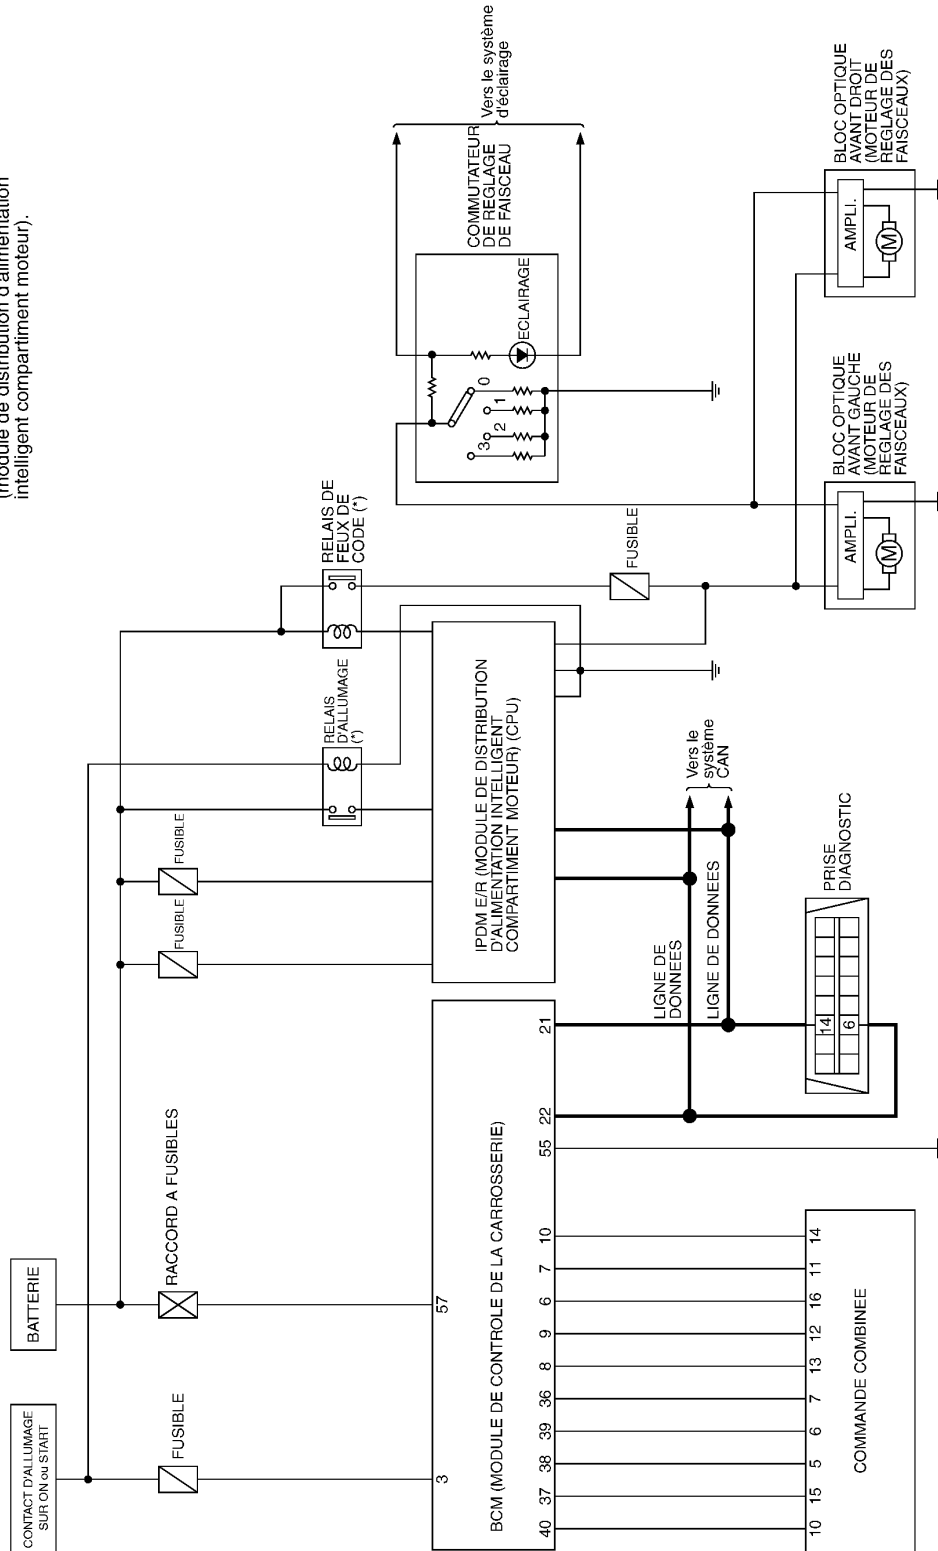 (module de distribution d'alimentation
intelligent compartiment moteur).
Vers le système
d'éclairage
COMMUTATEUR
DE REGLAGE
DE FAISCEAU
ECLAIRAGE
0
1
2
3
BLOC OPTIQUE
AVANT DROIT
(MOTEUR DE
REGLAGE DES
FAISCEAUX)
AMPLI.
M
BLOC OPTIQUE
AVANT GAUCHE
(MOTEUR DE
REGLAGE DES
FAISCEAUX)
AMPLI.
M
RELAIS DE
FEUX DE
CODE (*)
FUSIBLE
RELAIS
D'ALLUMAGE
(*)
FUSIBLE
FUSIBLE
IPDM E/R (MODULE DE DISTRIBUTION
D'ALIMENTATION INTELLIGENT
COMPARTIMENT MOTEUR) (CPU)
Vers le
système
CAN
LIGNE DE
DONNEES
LIGNE DE DONNEES
PRISE
DIAGNOSTIC
14
6
BATTERIE
RACCORD A FUSIBLES
CONTACT D'ALLUMAGE
SUR ON ou START
FUSIBLE
3
57
BCM (MODULE DE CONTROLE DE LA CARROSSERIE)
40 37 38 39 36 8 9 6 7 10 55 22 21
10 15 5 6 7 13 12 16 11 14
COMMANDE COMBINEE